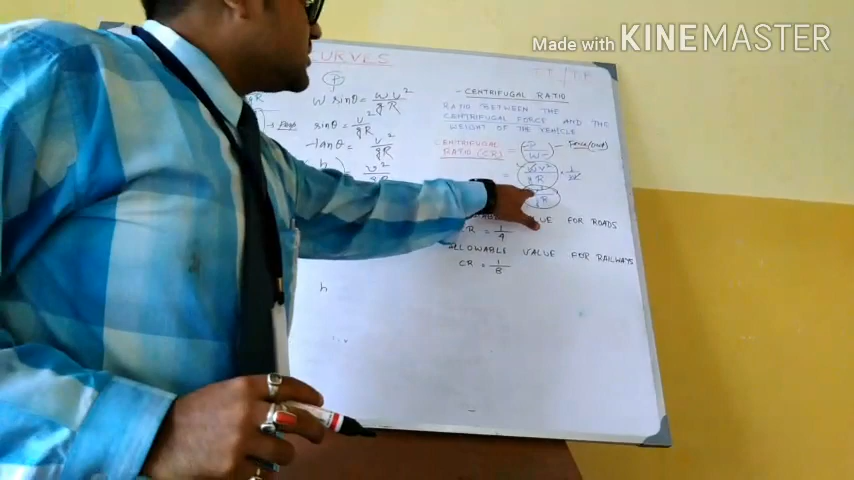 Made with KINEMASTER
CURVES
P
W sinθ = wv²/gR
sinθ = v²/gR
tanθ = v²/gR
h
v²/gR
h
- CENTRIFUGAL RATIO
RATIO BETWEEN THE
CENTRIFUGAL FORCE AND THE
WEIGHT OF THE VEHICLE
CENTRIFUGAL
RATIO (CR) = P/W
= wv²/gR × 1/W
VALUE FOR ROADS
CR = 1/4
ALLOWABLE VALUE FOR RAILWAYS
CR = 1/8